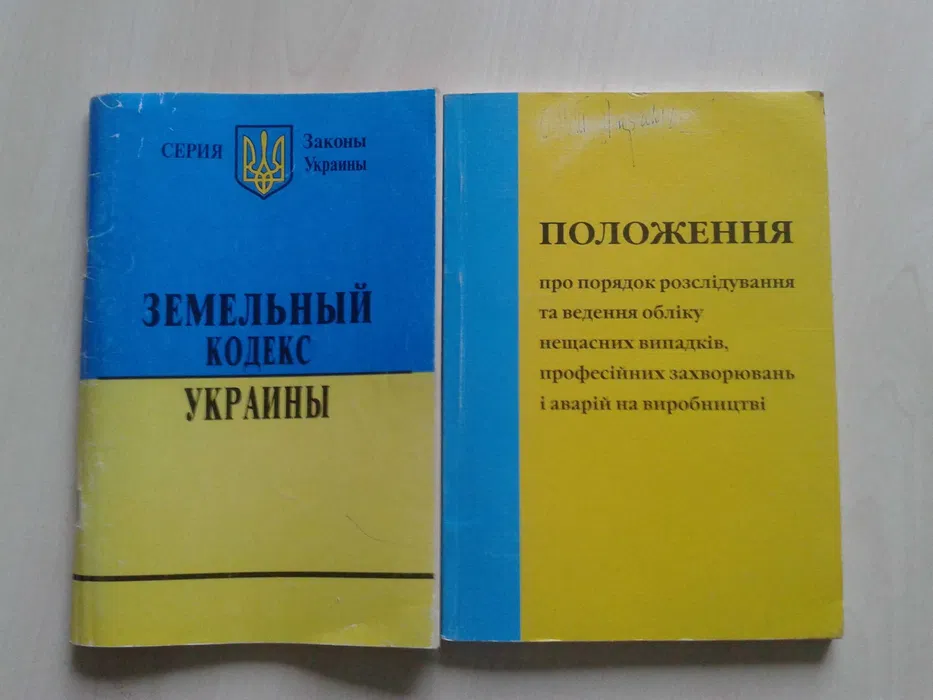 СЕРИЯ
Законы
Украины
ЗЕМЕЛЬНЫЙ
КОДЕКС
УКРАИНЫ
ПОЛОЖЕННЯ
про порядок розслідування
та ведення обліку
нещасних випадків,
професійних захворювань
і аварій на виробництві